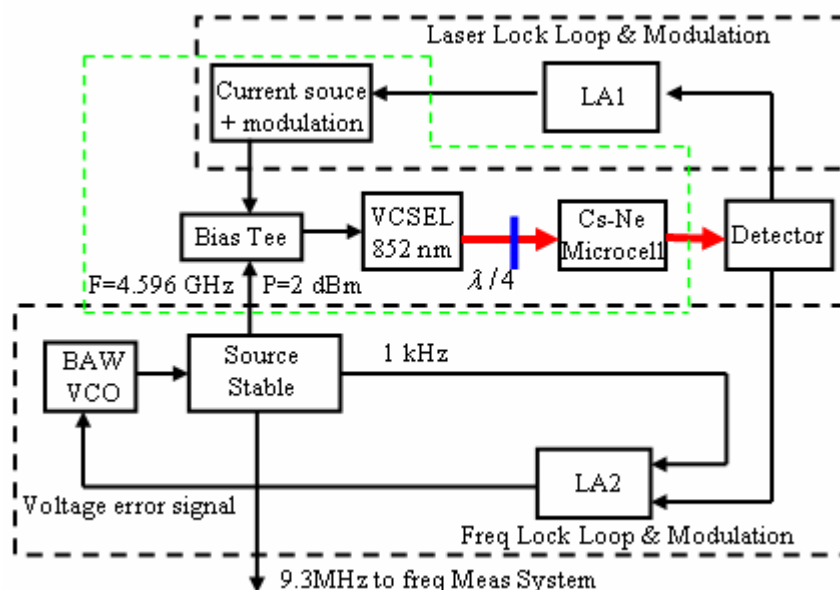 Laser Lock Loop & Modulation
Current souce
+ modulation
LA1
Bias Tee
VCSEL
852 nm
Cs-Ne
Microcell
Detector
λ/4
F=4.596 GHz
P=2 dBm
BAW
VCO
Source
Stable
1 kHz
LA2
Voltage error signal
Freq Lock Loop & Modulation
9.3MHz to freq Meas System